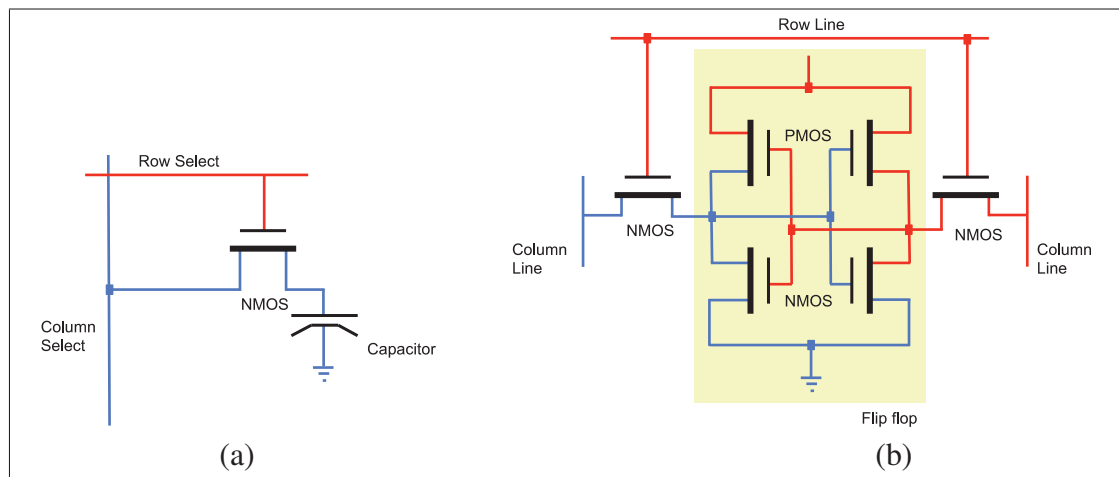 Row Select
NMOS
Column
Select
Capacitor
(a)
Row Line
PMOS
NMOS
Column
Line
NMOS
NMOS
Column
Line
Flip flop
(b)